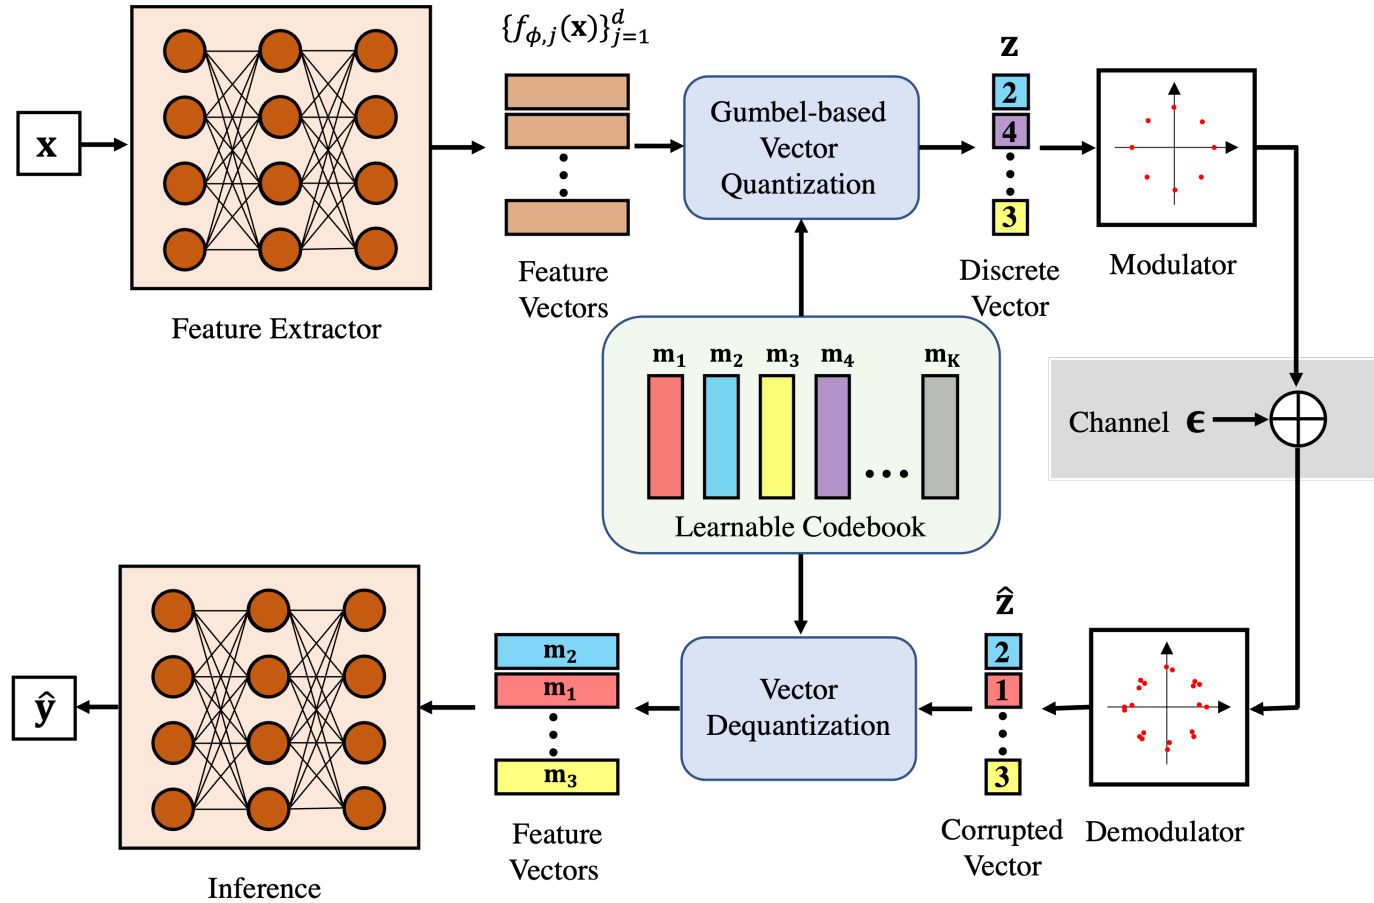 x
Feature Extractor
{f_{ϕ,j}(x)}_{j=1}^{d}
Feature
Vectors
Gumbel-based
Vector
Quantization
z
2
4
3
Discrete
Vector
Modulator
Channel ϵ
m₁ m₂ m₃ m₄ m_K
Learnable Codebook
ŷ
Inference
m₂
m₁
m₃
Feature
Vectors
Vector
Dequantization
ẑ
2
1
3
Corrupted
Vector
Demodulator